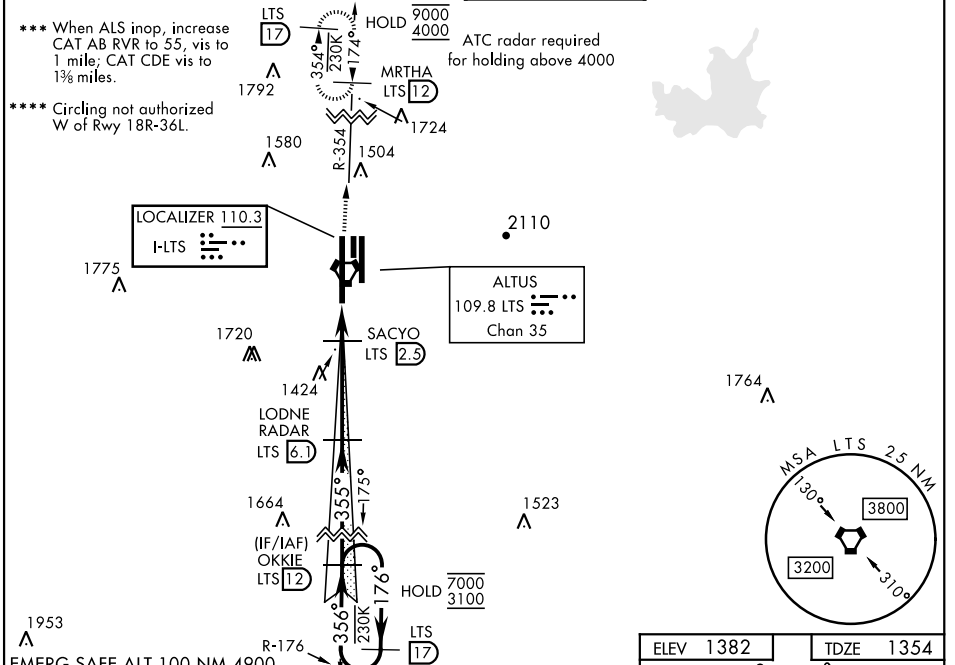 *** When ALS inop, increase
CAT AB RVR to 55, vis to
1 mile; CAT CDE vis to
1⅜ miles.
**** Circling not authorized
W of Rwy 18R-36L.
LTS
17
HOLD 9000
4000
ATC radar required
for holding above 4000
354°
230K
174°
MRTHA
LTS 12
1792
1724
1580
R-354
1504
LOCALIZER 110.3
I-LTS
2110
1775
ALTUS
109.8 LTS
Chan 35
1720
SACYO
LTS 2.5
1424
1764
LODNE
RADAR
LTS 6.1
355°
175°
1664
1523
(IF/IAF)
OKKIE
LTS 12
HOLD 7000
3100
356°
230K
176°
LTS
17
R-176
MSA LTS 25 NM
130°
3800
3200
310°
1953
EMERG SAFE ALT 100 NM 4900
ELEV 1382
TDZE 1354